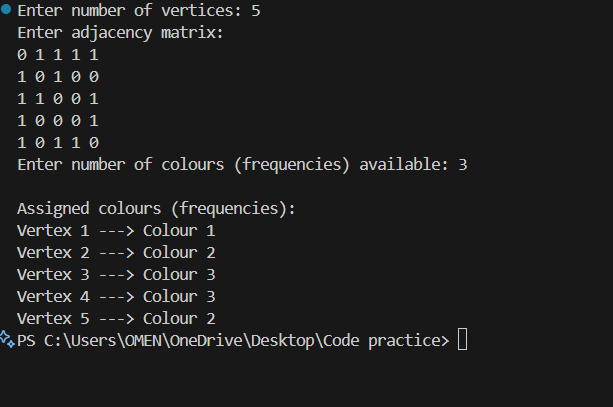 Enter number of vertices: 5
Enter adjacency matrix:
0 1 1 1 1
1 0 1 0 0
1 1 0 0 1
1 0 0 0 1
1 0 1 1 0
Enter number of colours (frequencies) available: 3
Assigned colours (frequencies):
Vertex 1 ---> Colour 1
Vertex 2 ---> Colour 2
Vertex 3 ---> Colour 3
Vertex 4 ---> Colour 3
Vertex 5 ---> Colour 2
PS C:\Users\OMEN\OneDrive\Desktop\Code practice>